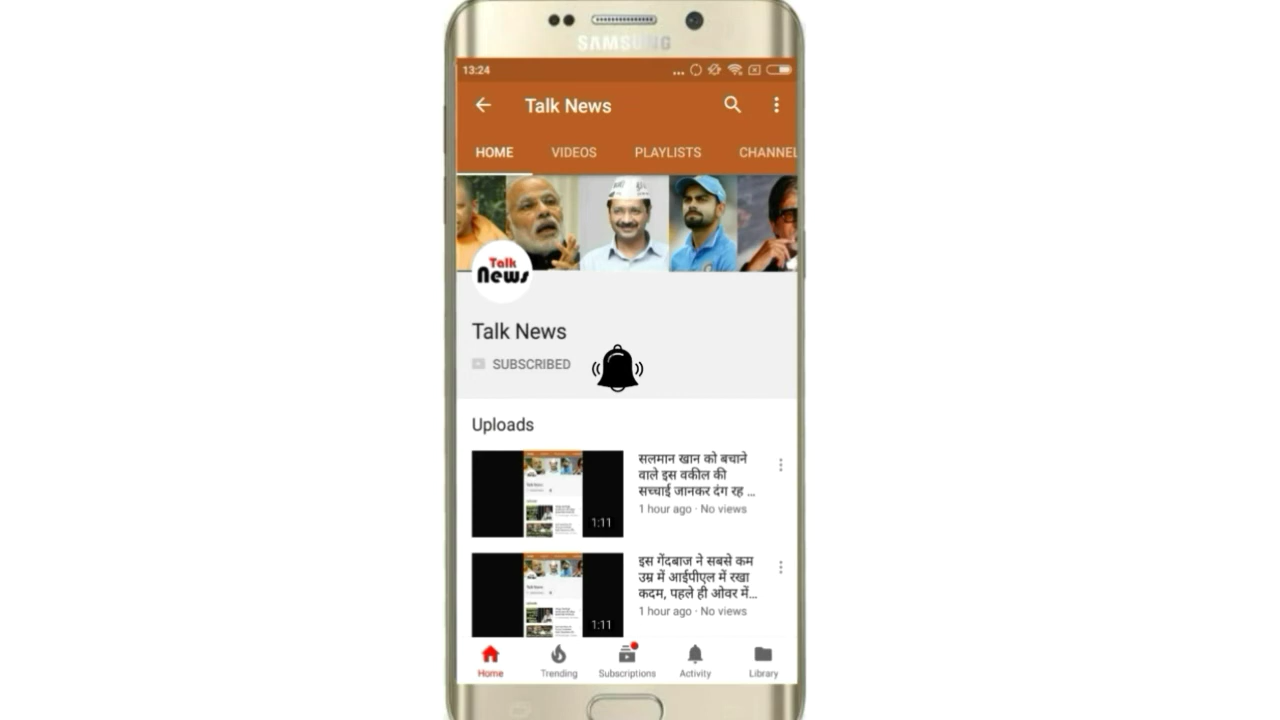 SAMSUNG
13:24
Talk News
HOME VIDEOS PLAYLISTS CHANNEL
Talk
News
Talk News
SUBSCRIBED
Uploads
सलमान खान को बचाने
वाले इस वकील की
सच्चाई जानकर दंग रह ...
1 hour ago · No views
1:11
इस गेंदबाज ने सबसे कम
उम्र में आईपीएल में रखा
कदम, पहले ही ओवर में...
1 hour ago · No views
1:11
Home Trending Subscriptions Activity Library